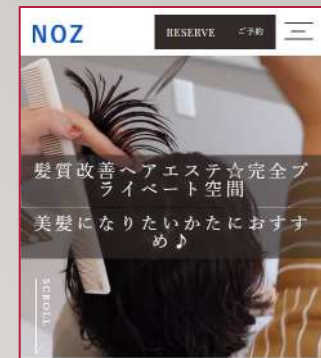 NOZ
RESERVE ご予約
髪質改善ヘアエステ☆完全プ
ライベート空間
美髪になりたいかたにおすす
め♪
SCROLL